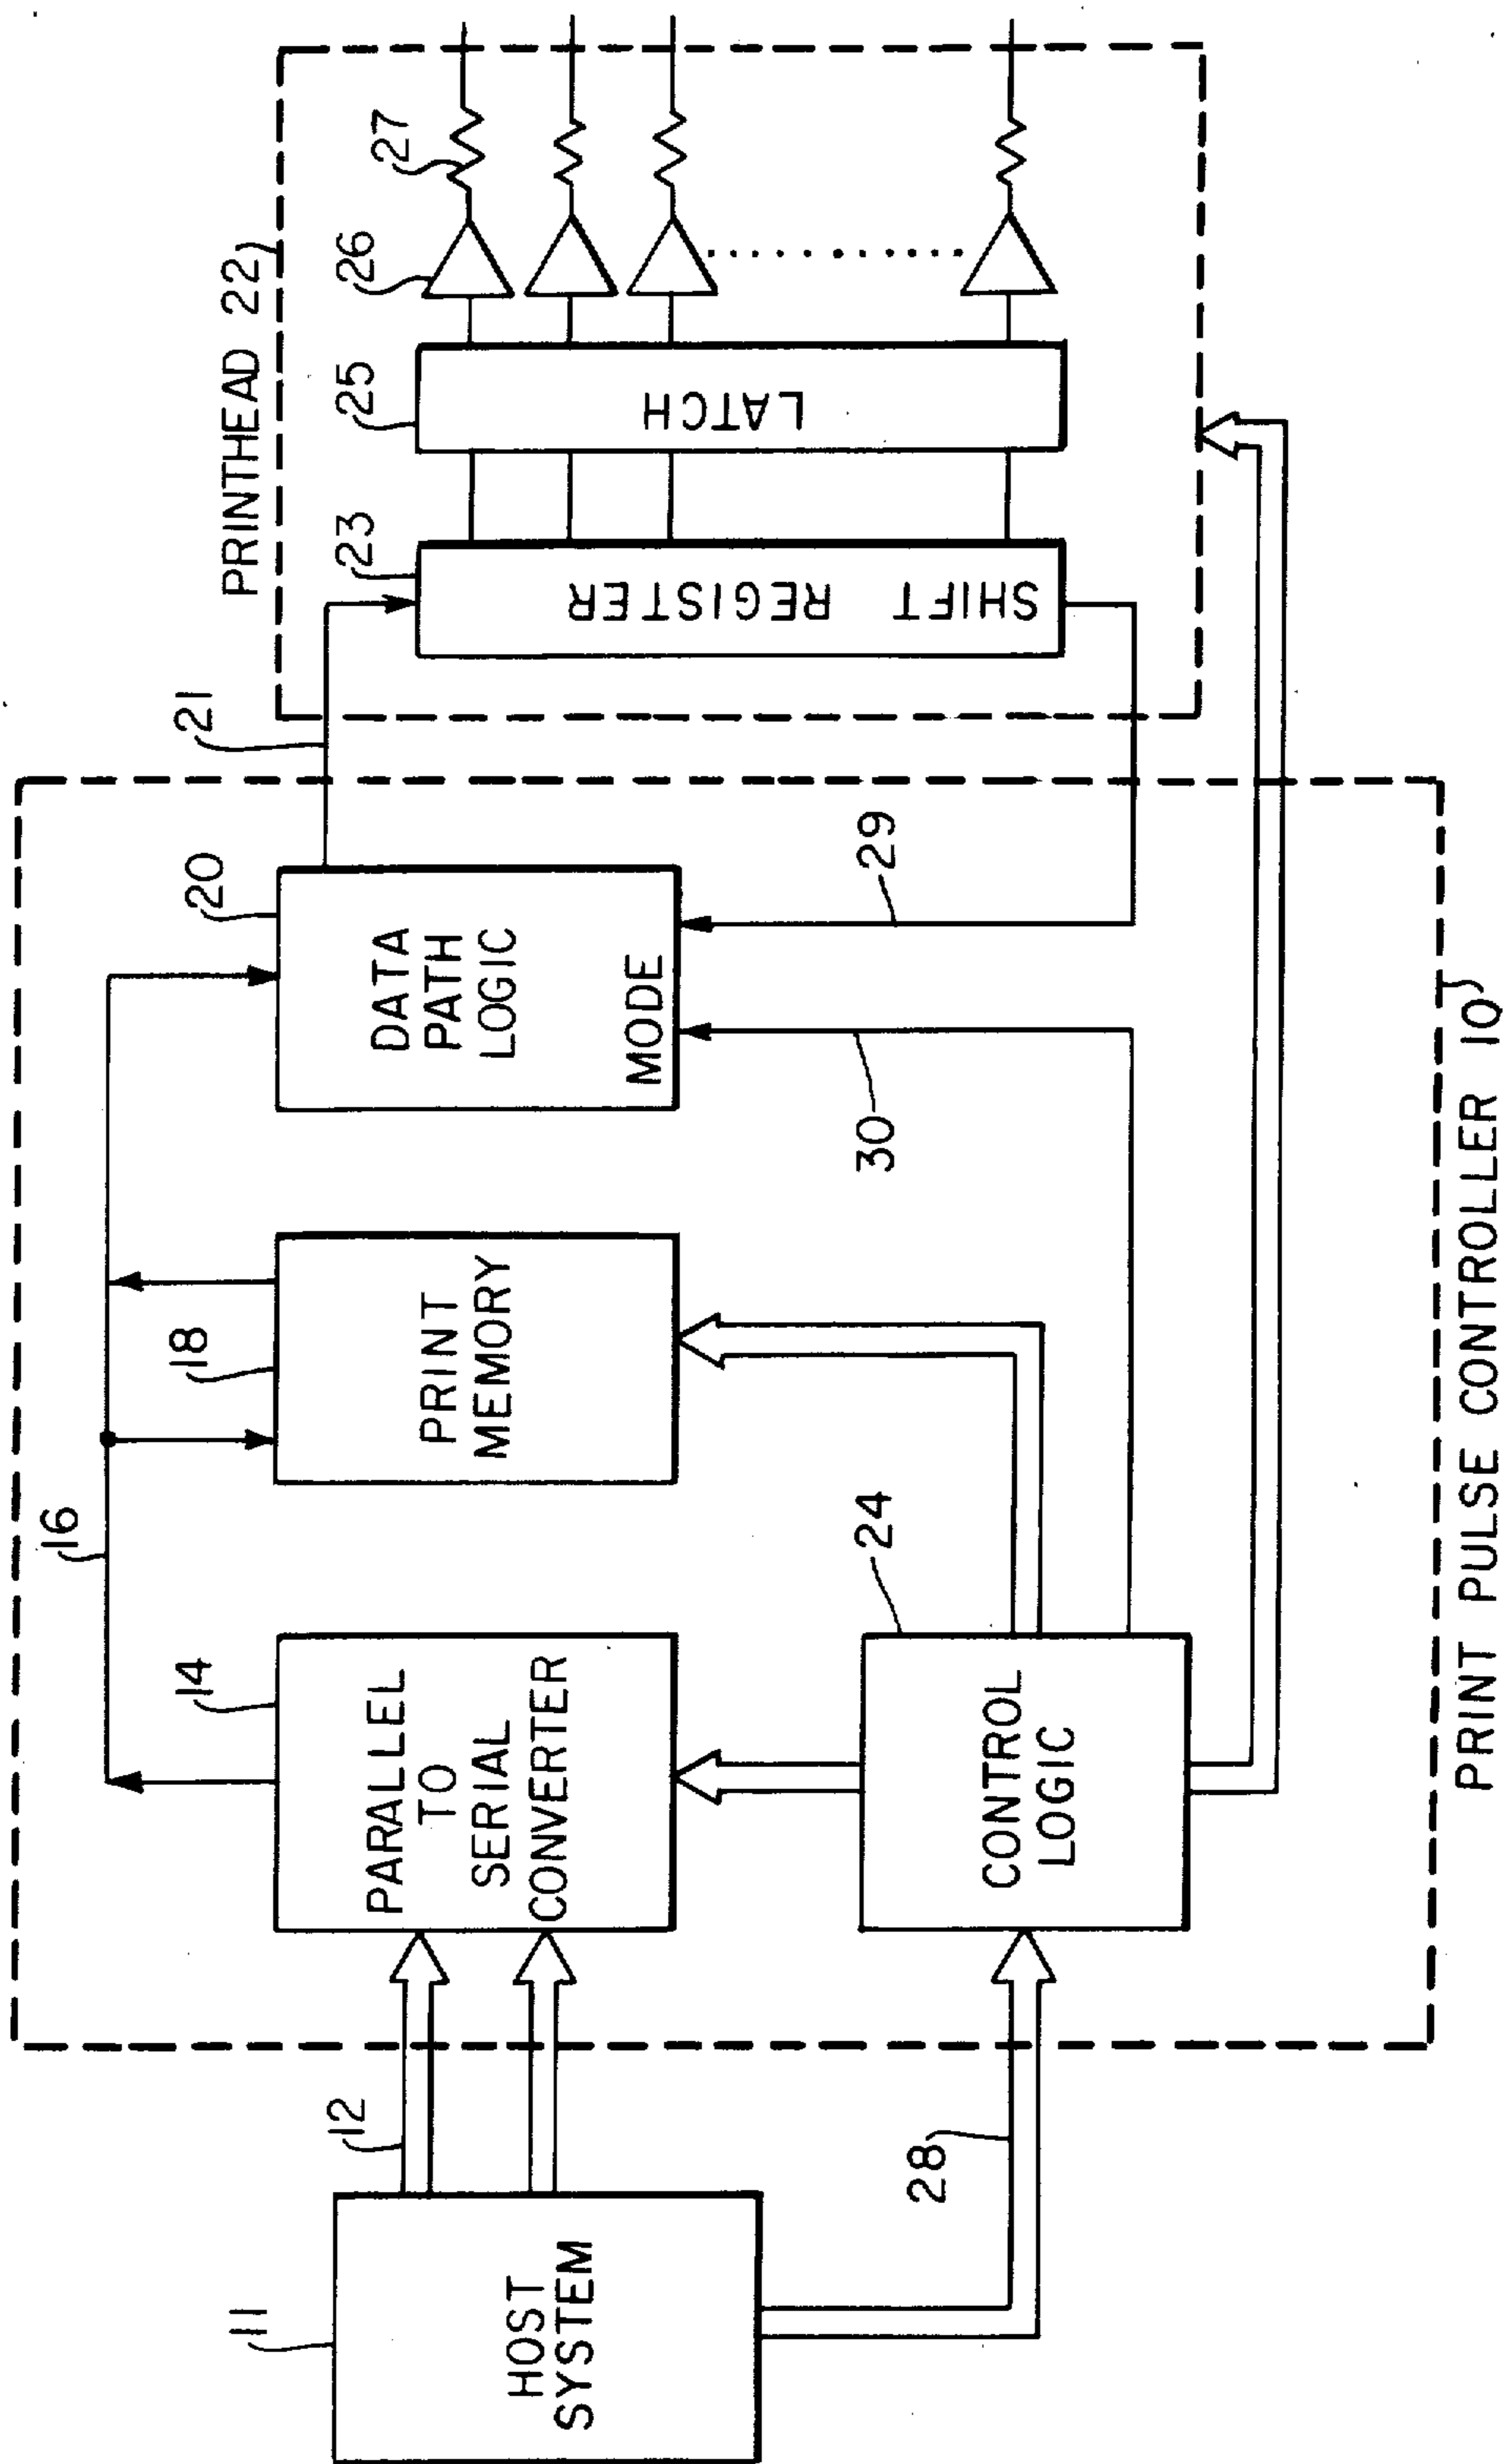 11
HOST
SYSTEM
12
28
PRINT PULSE CONTROLLER 10
14
PARALLEL
TO
SERIAL
CONVERTER
16
18
PRINT
MEMORY
20
DATA
PATH
LOGIC
MODE
24
CONTROL
LOGIC
30
29
21
PRINTHEAD 22
23
SHIFT REGISTER
25
LATCH
26
27